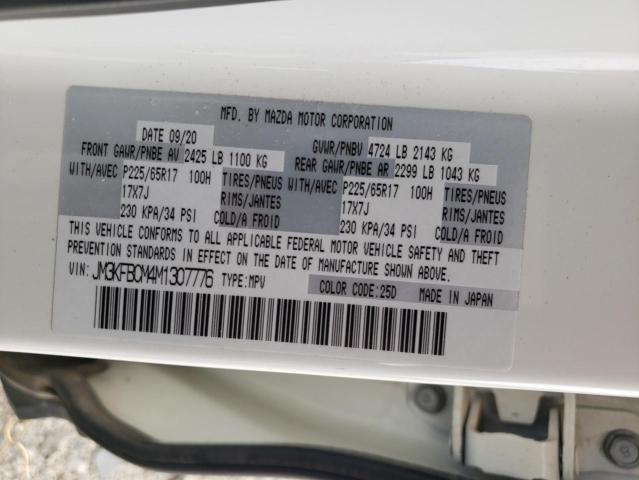 MFD. BY MAZDA MOTOR CORPORATION
DATE 09/20 GVWR/PNBV 4724 LB 2143 KG
FRONT GAWR/PNBE AV 2425 LB 1100 KG REAR GAWR/PNBE AR 2299 LB 1043 KG
WITH/AVEC P225/65R17 100H TIRES/PNEUS WITH/AVEC P225/65R17 100H TIRES/PNEUS
17X7J RIMS/JANTES 17X7J RIMS/JANTES
230 KPA/34 PSI COLD/A FROID 230 KPA/34 PSI COLD/A FROID
THIS VEHICLE CONFORMS TO ALL APPLICABLE FEDERAL MOTOR VEHICLE SAFETY AND THEFT
PREVENTION STANDARDS IN EFFECT ON THE DATE OF MANUFACTURE SHOWN ABOVE.
VIN: JM3KFBCM4M1307776 TYPE:MPV COLOR CODE:25D MADE IN JAPAN